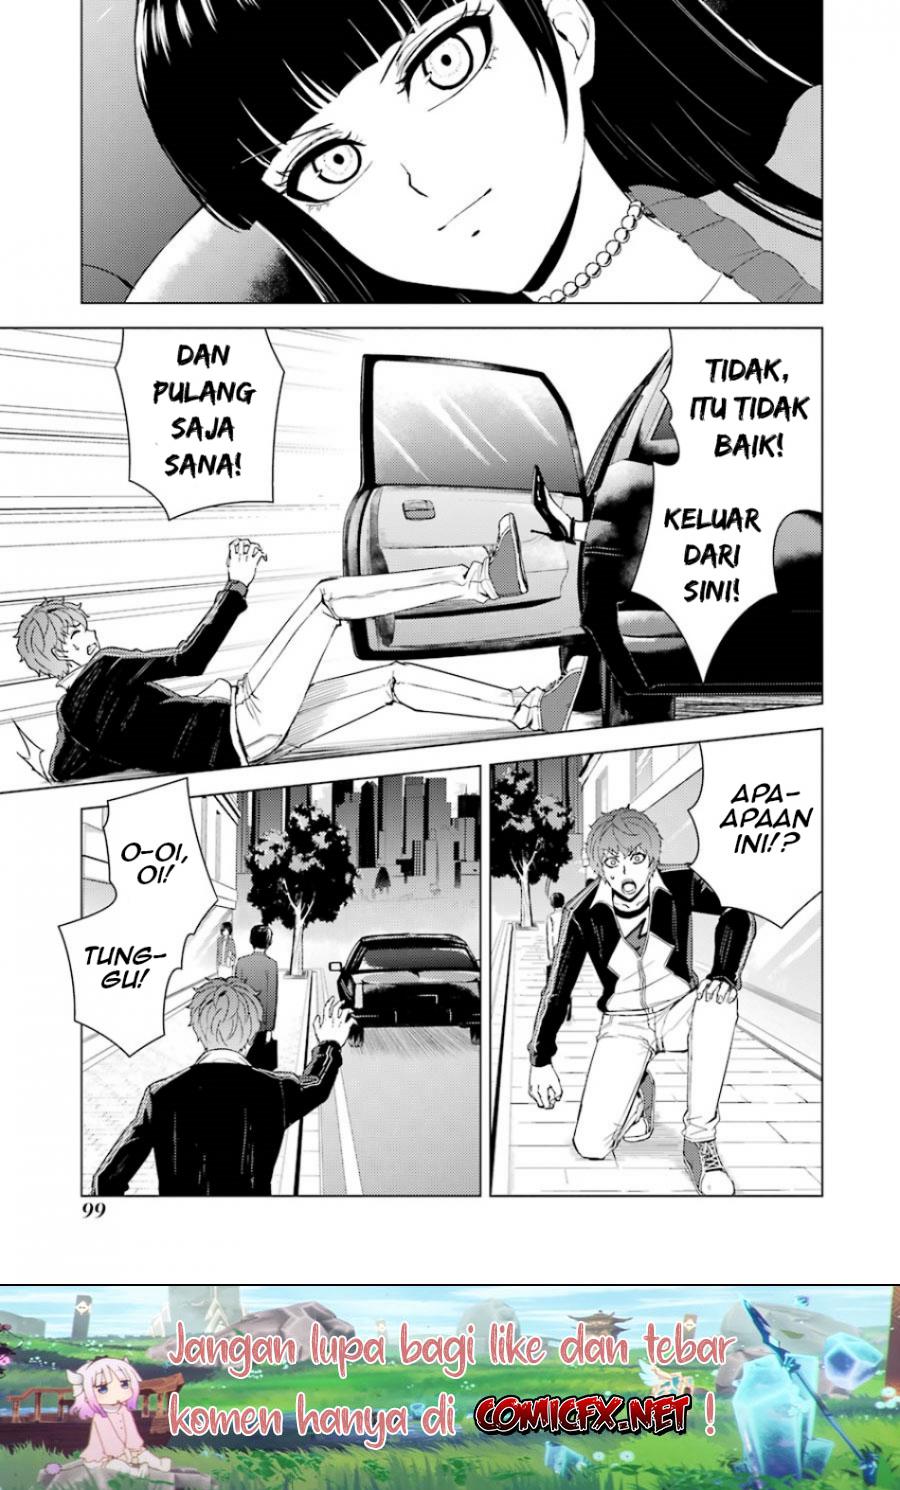 TIDAK,
ITU TIDAK
BAIK!
KELUAR
DARI
SINI!
DAN
PULANG
SAJA
SANA!
APA-
APAAN
INI!?
O-OI,
OI!
TUNG-
GU!
99
Jangan lupa bagi like dan tebar
komen hanya di COMICFX.NET !